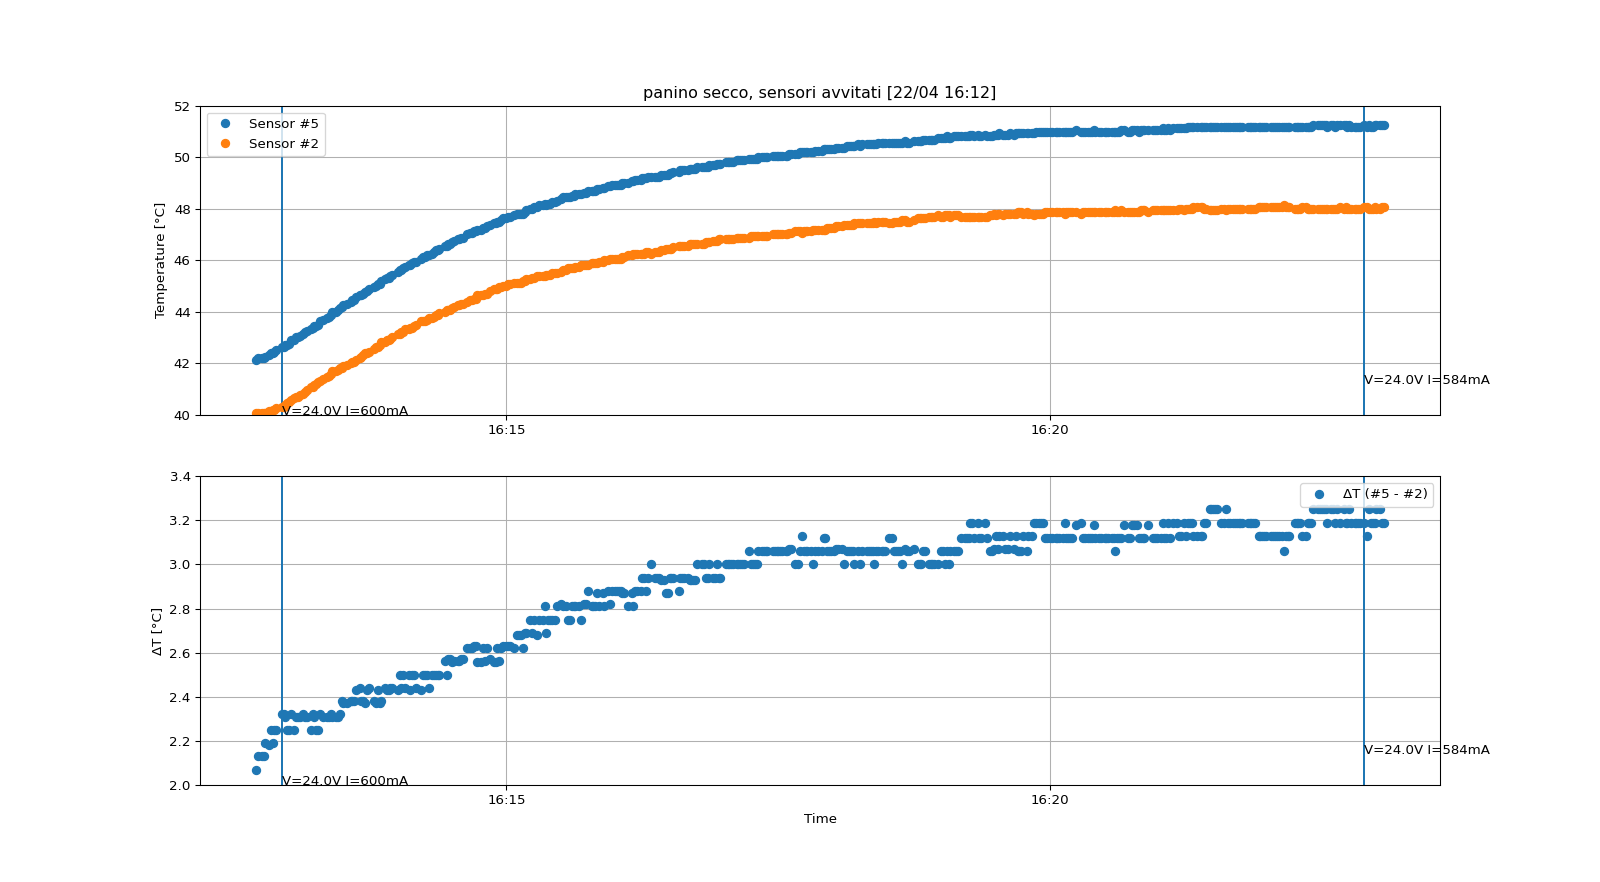 panino secco, sensori avvitati [22/04 16:12]
Temperature [°C]
52
50
48
46
44
42
40
Sensor #5
Sensor #2
V=24.0V I=600mA
V=24.0V I=584mA
16:15
16:20
ΔT [°C]
3.4
3.2
3.0
2.8
2.6
2.4
2.2
2.0
ΔT (#5 - #2)
V=24.0V I=600mA
V=24.0V I=584mA
16:15
16:20
Time